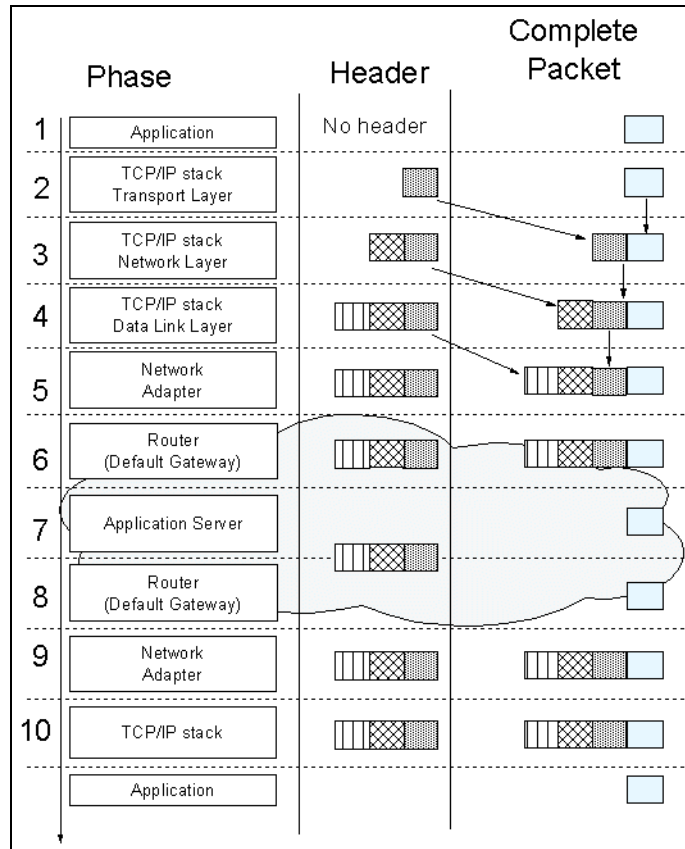 Phase
Header
Complete
Packet
1
Application
No header
2
TCP/IP stack
Transport Layer
3
TCP/IP stack
Network Layer
4
TCP/IP stack
Data Link Layer
5
Network
Adapter
6
Router
(Default Gateway)
7
Application Server
8
Router
(Default Gateway)
9
Network
Adapter
10
TCP/IP stack
Application